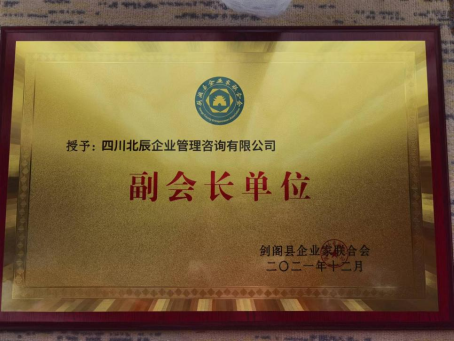 授予：四川北辰企业管理咨询有限公司
副会长单位
剑阁县企业家联合会
二〇二一年十二月